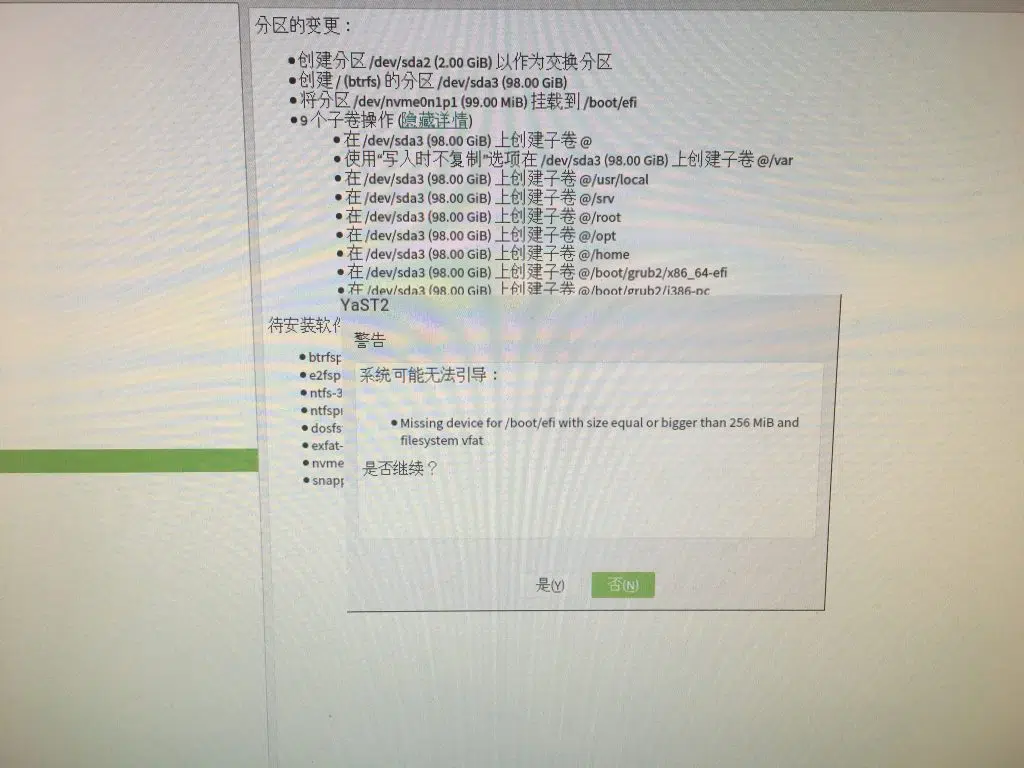 分区的变更：
创建分区 /dev/sda2 (2.00 GiB) 以作为交换分区
创建 / (btrfs) 的分区 /dev/sda3 (98.00 GiB)
将分区 /dev/nvme0n1p1 (99.00 MiB) 挂载到 /boot/efi
9 个子卷操作 (隐藏详情)
在 /dev/sda3 (98.00 GiB) 上创建子卷 @
使用“写入时不复制”选项在 /dev/sda3 (98.00 GiB) 上创建子卷 @/var
在 /dev/sda3 (98.00 GiB) 上创建子卷 @/usr/local
在 /dev/sda3 (98.00 GiB) 上创建子卷 @/srv
在 /dev/sda3 (98.00 GiB) 上创建子卷 @/root
在 /dev/sda3 (98.00 GiB) 上创建子卷 @/opt
在 /dev/sda3 (98.00 GiB) 上创建子卷 @/home
在 /dev/sda3 (98.00 GiB) 上创建子卷 @/boot/grub2/x86_64-efi
在 /dev/sda3 (98.00 GiB) 上创建子卷 @/boot/grub2/i386-pc
待安装软件
btrfsp
e2fsp
ntfs-3
ntfspr
dosfs
exfat-
nvme
snapp
YaST2
警告
系统可能无法引导：
Missing device for /boot/efi with size equal or bigger than 256 MiB and
filesystem vfat
是否继续？
是(Y) 否(N)